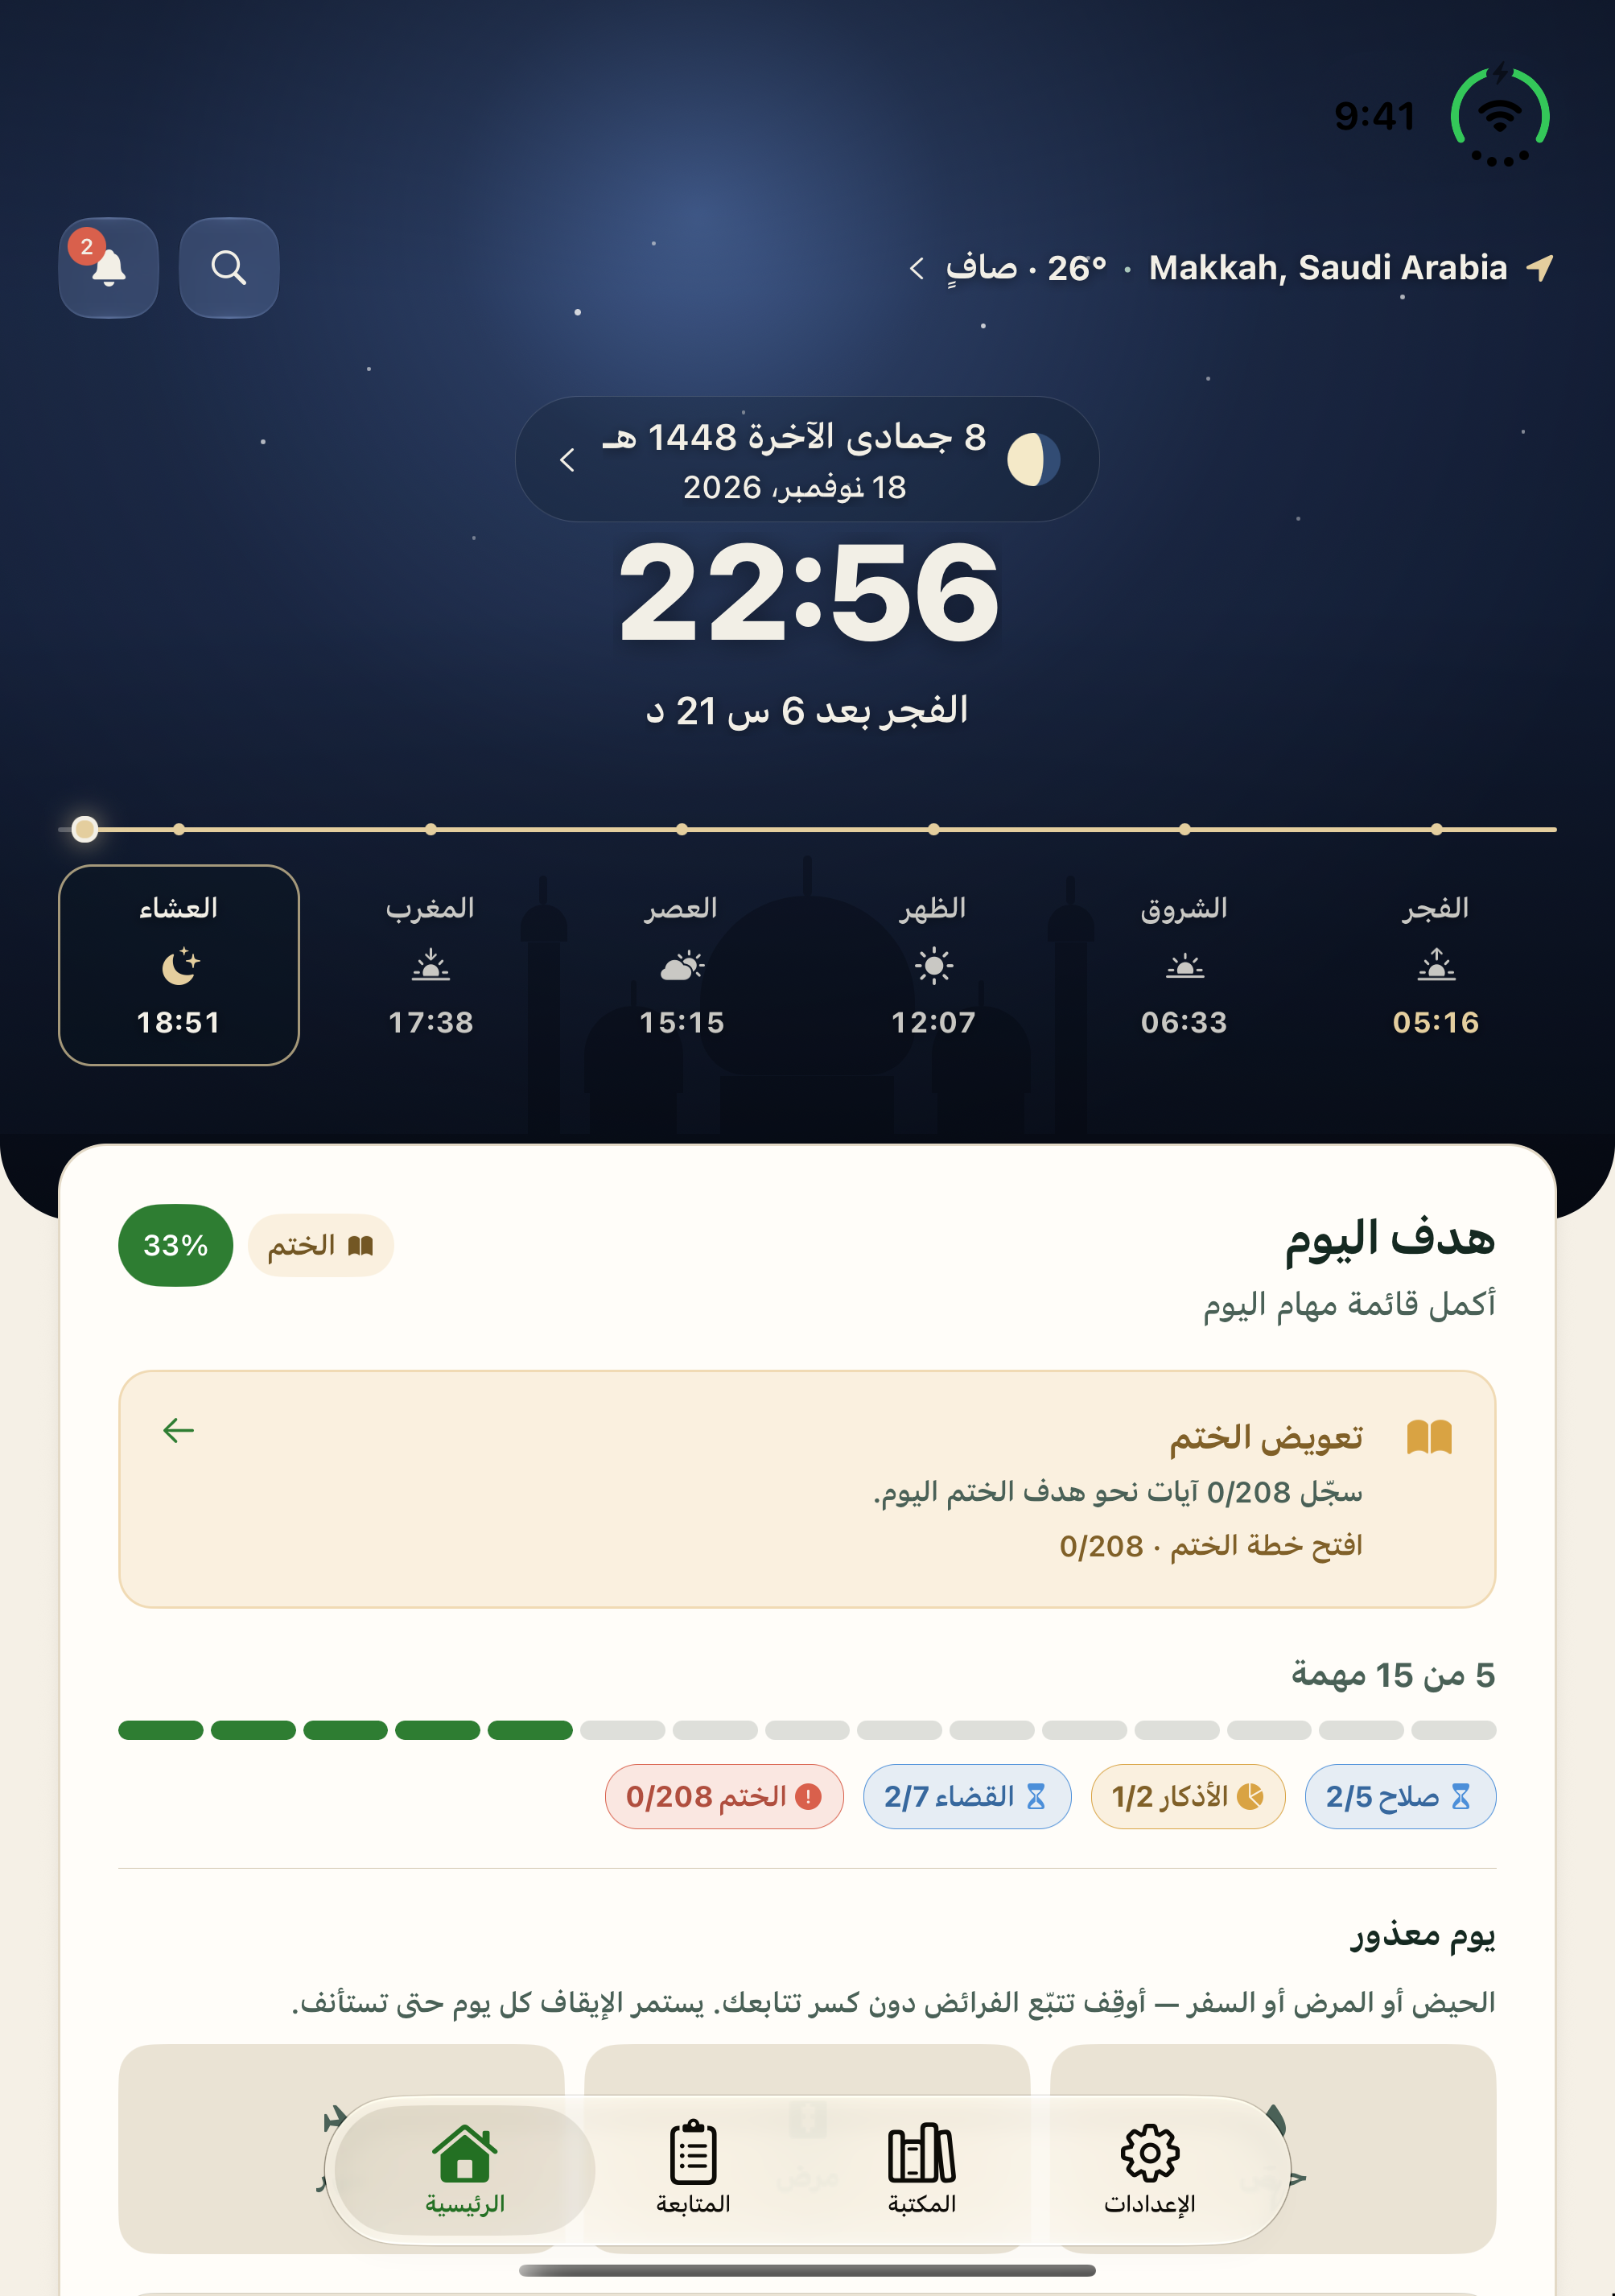 9:41
Makkah, Saudi Arabia · 26° · صافٍ
2
8 جمادى الآخرة 1448 هـ
18 نوفمبر، 2026
22:56
الفجر بعد 6 س 21 د
الفجر الشروق الظهر العصر المغرب العشاء
05:16 06:33 12:07 15:15 17:38 18:51
هدف اليوم
الختم 33%
أكمل قائمة مهام اليوم
تعويض الختم
سجّل 0/208 آيات نحو هدف الختم اليوم.
افتح خطة الختم · 0/208
5 من 15 مهمة
صلاح 2/5 الأذكار 1/2 القضاء 2/7 الختم 0/208
يوم معذور
الحيض أو المرض أو السفر — أوقِف تتبّع الفرائض دون كسر تتابعك. يستمر الإيقاف كل يوم حتى تستأنف.
مرض
الإعدادات المكتبة المتابعة الرئيسية